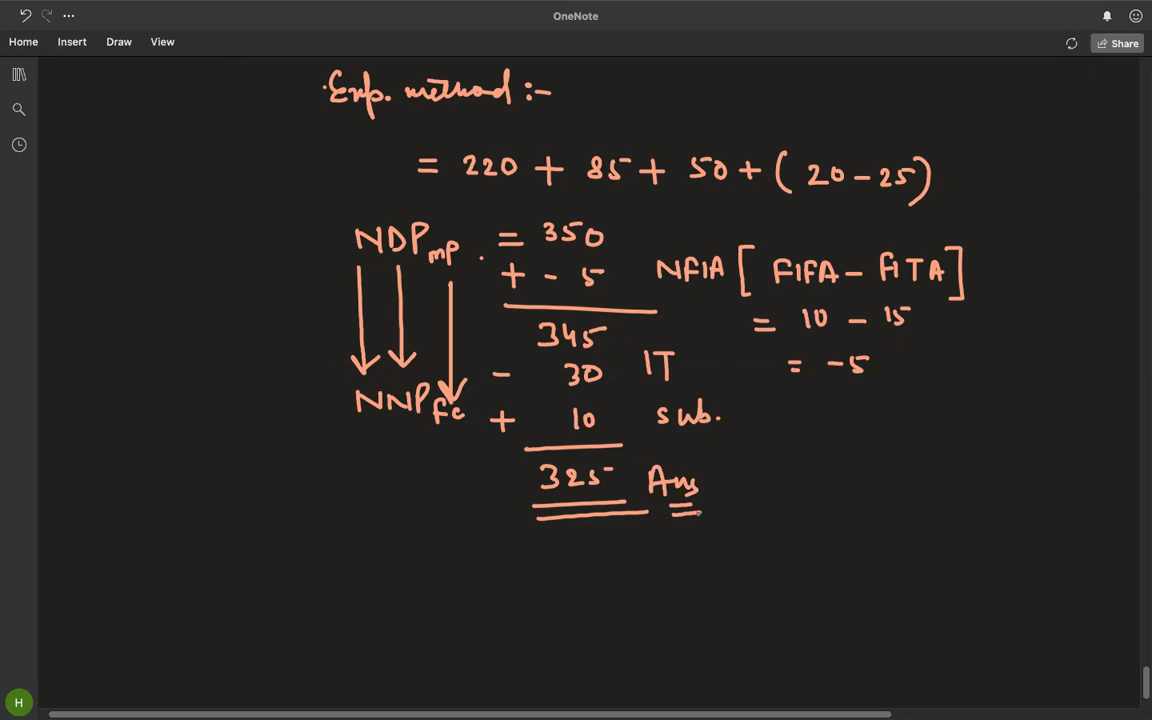 OneNote
Home Insert Draw View
Share
Exp. method :-
= 220 + 85 + 50 + (20 - 25)
NDPmp. = 350
+ - 5 NFIA [FIFA - FITA]
345 = 10 - 15
- 30 IT = -5
NNPfc + 10 sub.
325 Ans
H